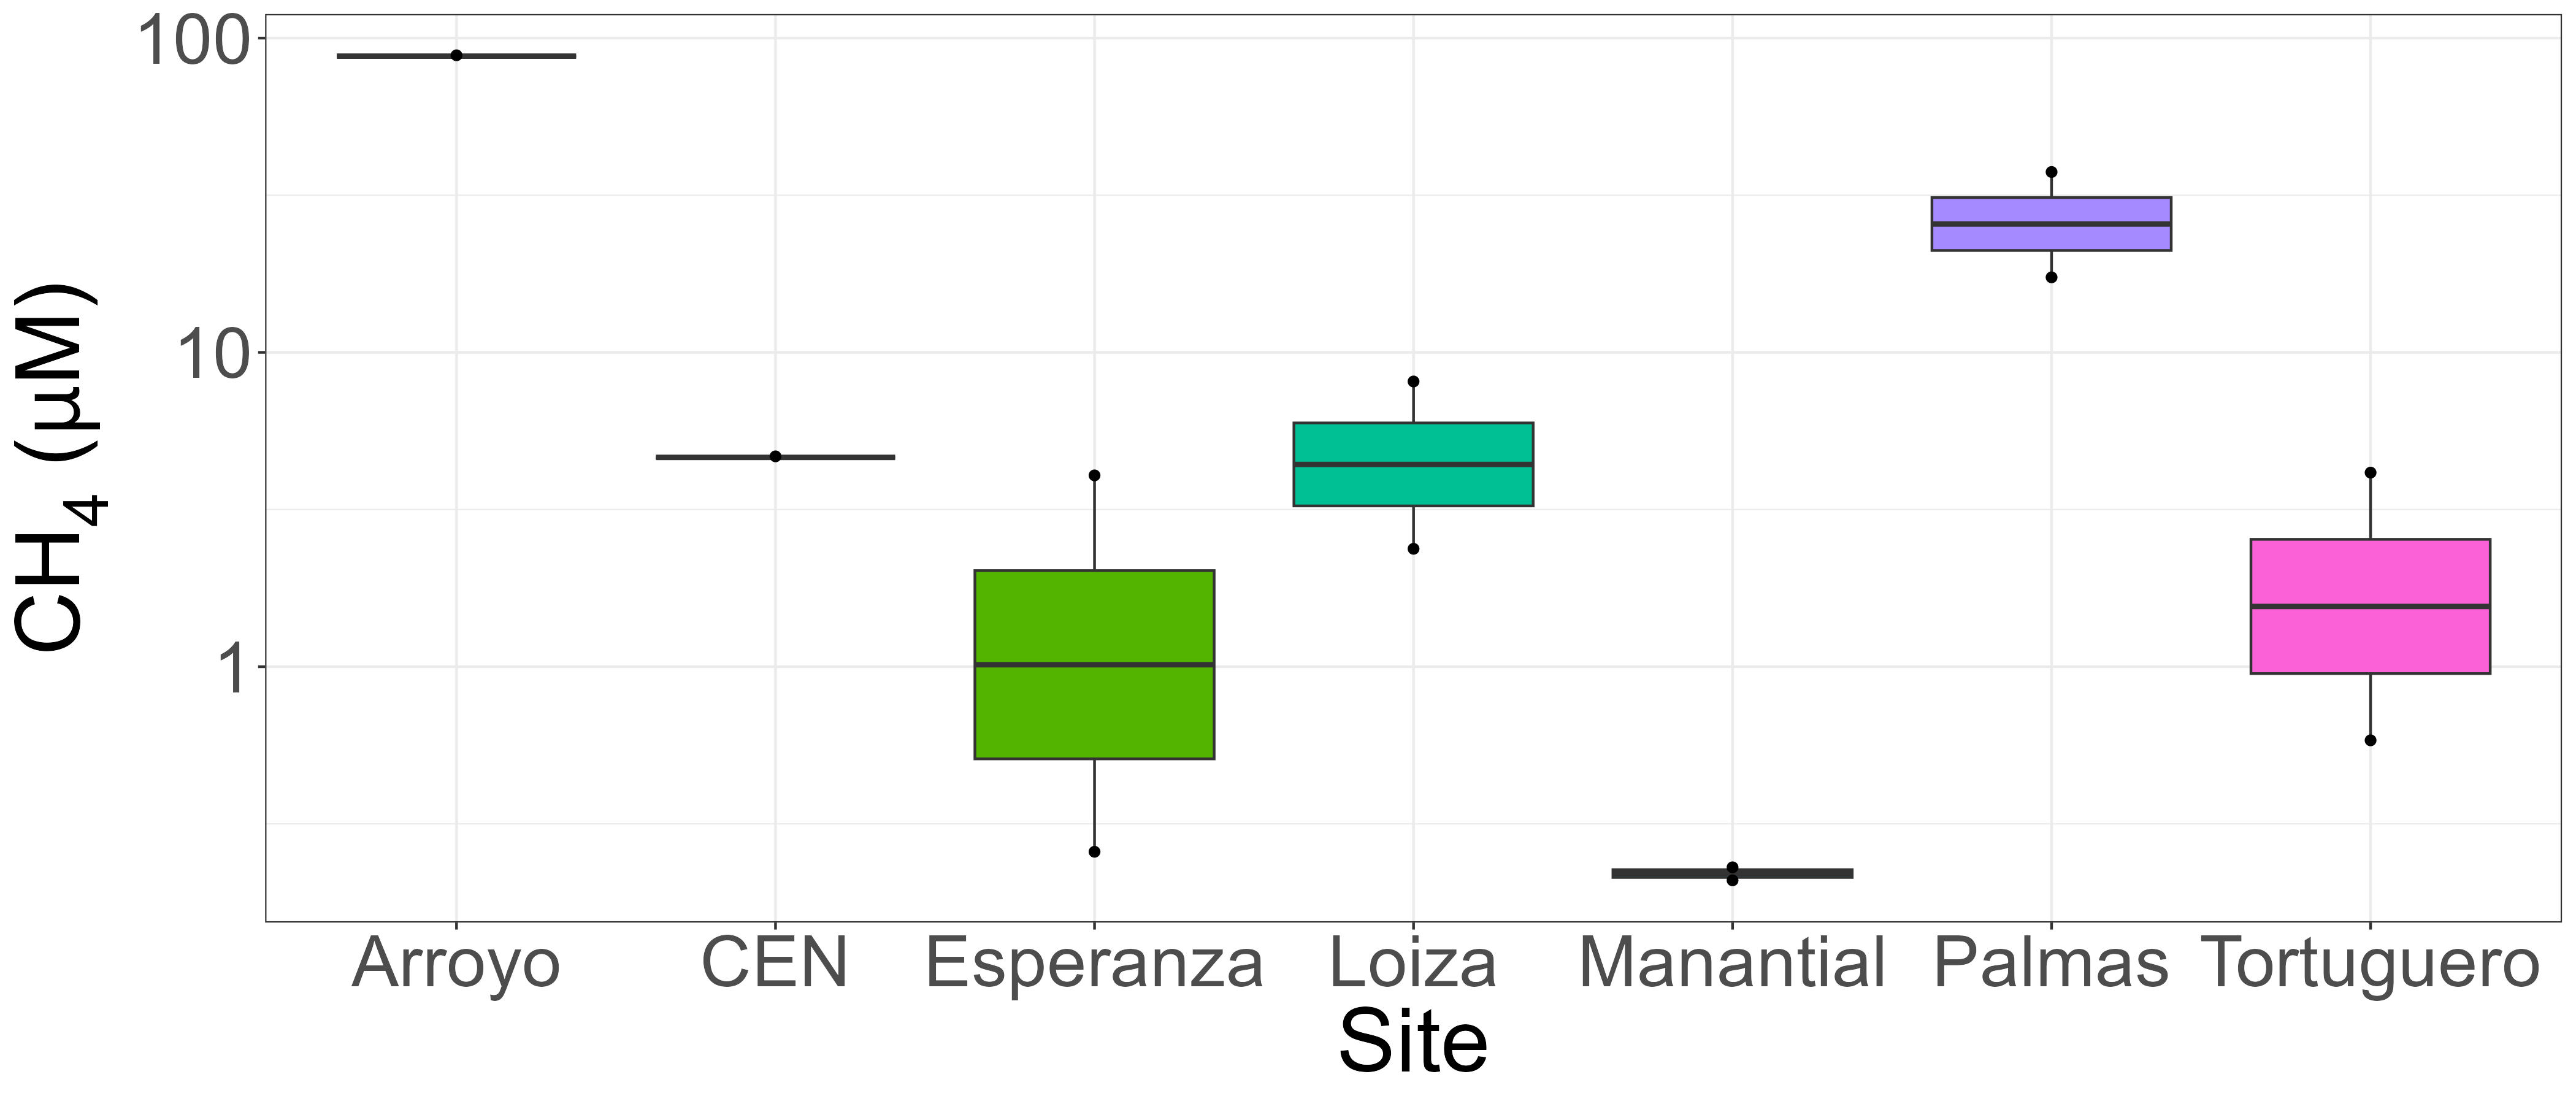 CH4 (µM)
100
10
1
Arroyo CEN Esperanza Loiza Manantial Palmas Tortuguero
Site